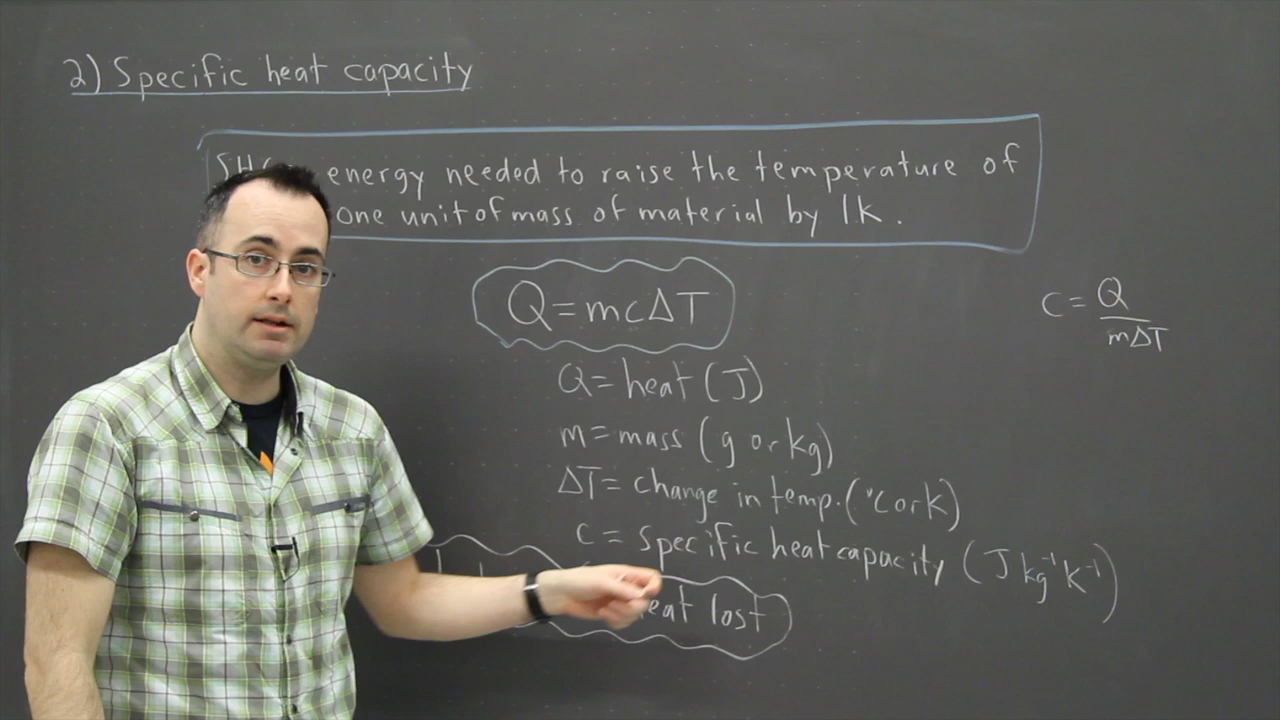 2) Specific heat capacity
energy needed to raise the temperature of
one unit of mass of material by 1k.
Q=mcΔT
C=Q/mΔT
Q=heat (J)
m=mass (g or kg)
ΔT= change in temp. (°C or K)
C= specific heat capacity (J kg⁻¹ K⁻¹)
lost